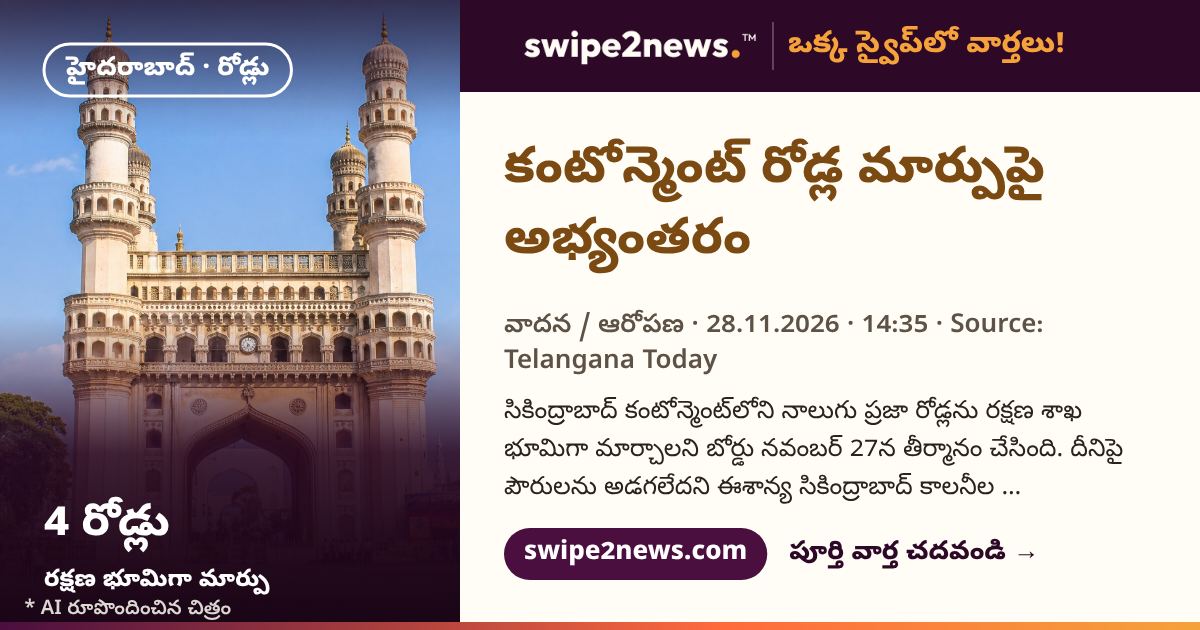 హైదరాబాద్ · రోడ్లు
swipe2news.™
ఒక్క స్వైప్‌లో వార్తలు!
కంటోన్మెంట్ రోడ్ల మార్పుపై
అభ్యంతరం
వాదన / ఆరోపణ · 28.11.2026 · 14:35 · Source:
Telangana Today
సికింద్రాబాద్ కంటోన్మెంట్‌లోని నాలుగు ప్రజా రోడ్లను రక్షణ శాఖ
భూమిగా మార్చాలని బోర్డు నవంబర్ 27న తీర్మానం చేసింది. దీనిపై
పౌరులను అడగలేదని ఈశాన్య సికింద్రాబాద్ కాలనీల ...
4 రోడ్లు
రక్షణ భూమిగా మార్పు
* AI రూపొందించిన చిత్రం
swipe2news.com
పూర్తి వార్త చదవండి →